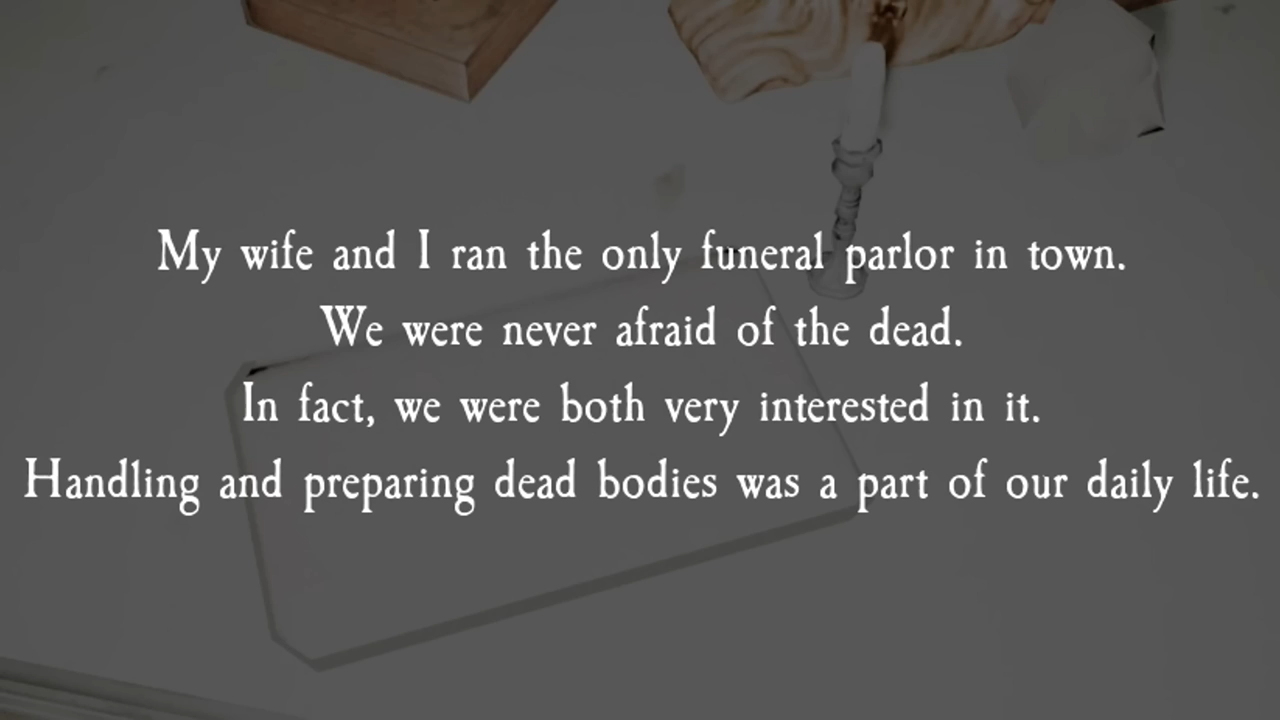 My wife and I ran the only funeral parlor in town.
We were never afraid of the dead.
In fact, we were both very interested in it.
Handling and preparing dead bodies was a part of our daily life.